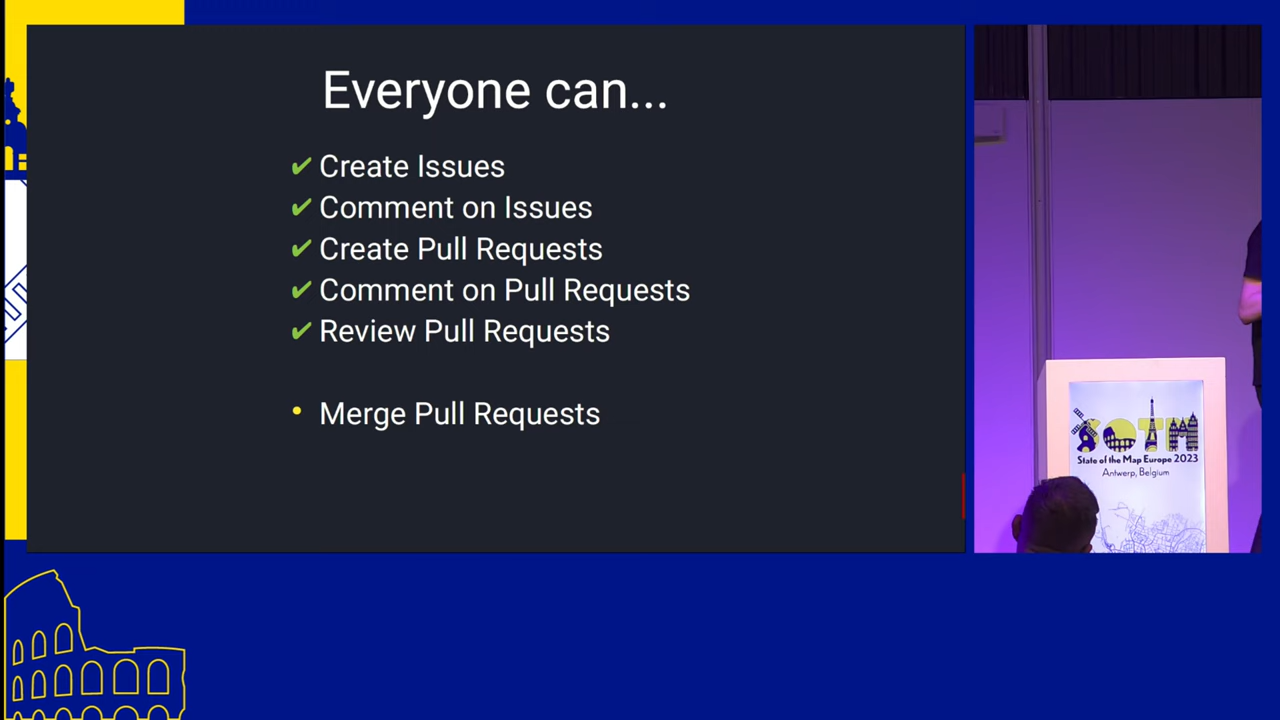 Everyone can...
✔ Create Issues
✔ Comment on Issues
✔ Create Pull Requests
✔ Comment on Pull Requests
✔ Review Pull Requests
• Merge Pull Requests
SOTM
State of the Map Europe 2023
Antwerp, Belgium